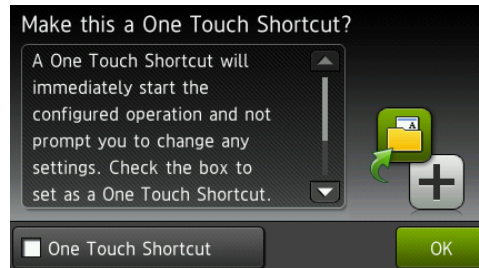 Make this a One Touch Shortcut?
A One Touch Shortcut will
immediately start the
configured operation and not
prompt you to change any
settings. Check the box to
set as a One Touch Shortcut.
A
One Touch Shortcut
OK